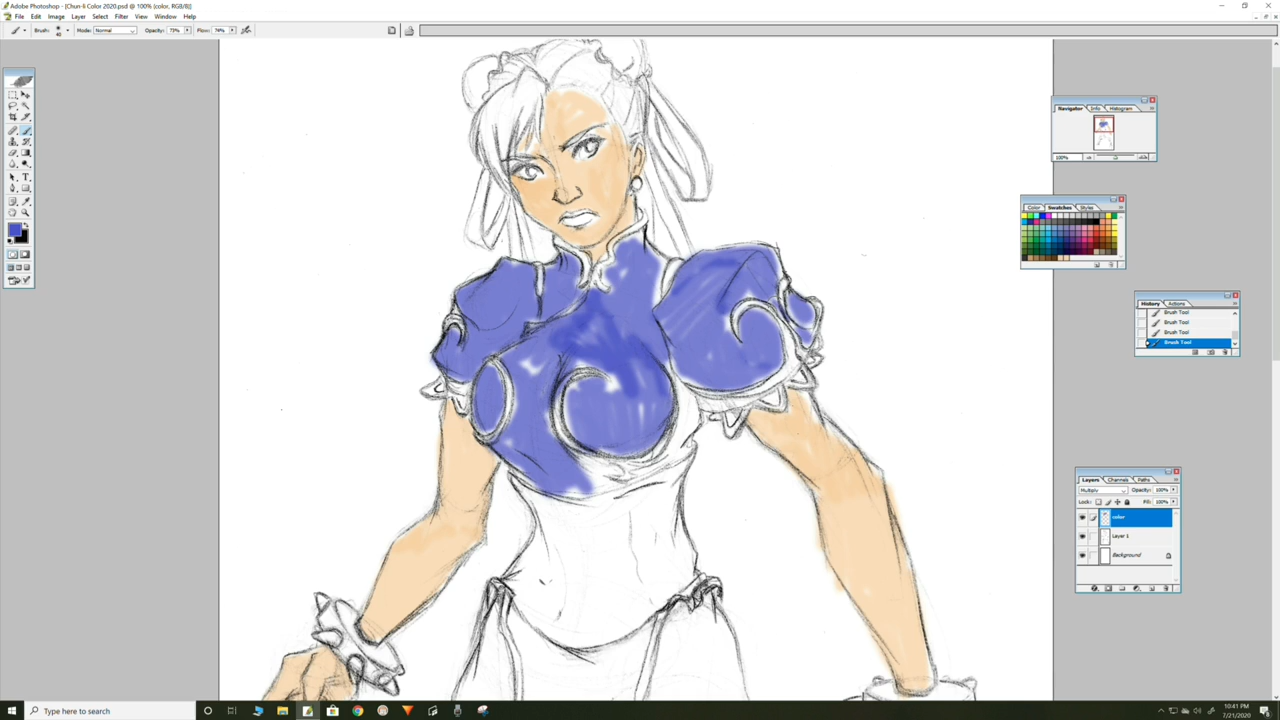 Adobe Photoshop - [Chun-li Color 2020.psd @ 100% (color, RGB/8)]
File Edit Image Layer Select Filter View Window Help
Brush: 40 Mode: Normal Opacity: 73% Flow: 74%
Navigator Info Histogram
100%
Color Swatches Styles
History Actions
Brush Tool
Brush Tool
Brush Tool
Brush Tool
Layers Channels Paths
Multiply Opacity: 100%
Lock: Fill: 100%
color
Layer 1
Background
Type here to search
10:41 PM
7/21/2020